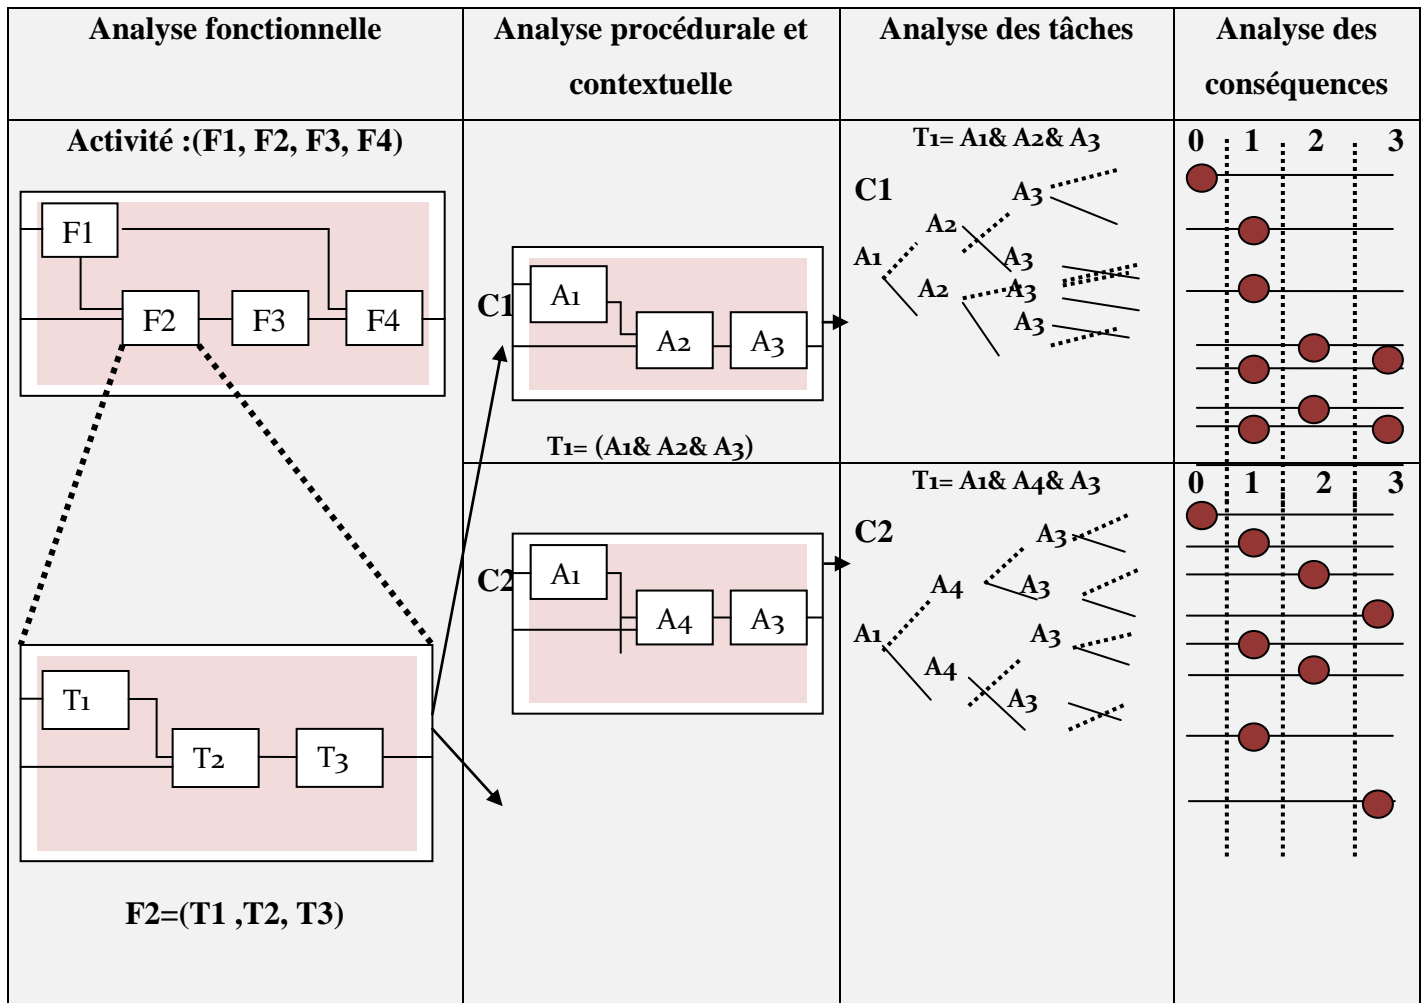 Analyse fonctionnelle
Analyse procédurale et
contextuelle
Analyse des tâches
Analyse des
conséquences
Activité :(F1, F2, F3, F4)
F1
F2
F3
F4
T1
T2
T3
F2=(T1 ,T2, T3)
C1
A1
A2
A3
T1= (A1& A2& A3)
C2
A1
A4
A3
T1= A1& A2& A3
C1
A3
A2
A1
A3
A2
A3
A3
T1= A1& A4& A3
C2
A3
A4
A3
A1
A3
A4
A3
0 1 2 3
0 1 2 3